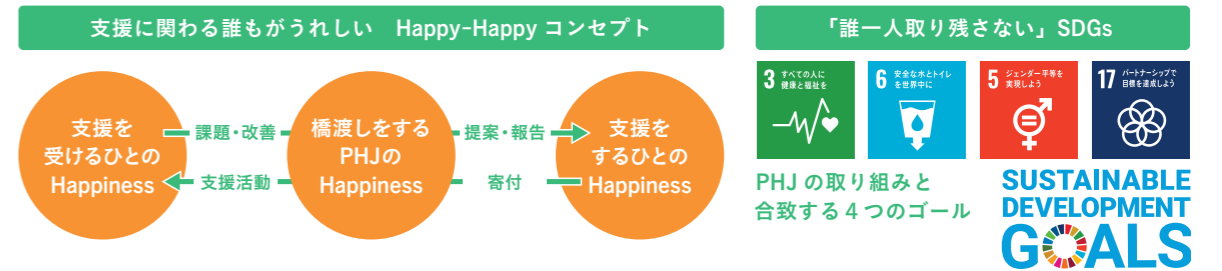 支援に関わる誰もがうれしい　Happy-Happy コンセプト
支援を
受けるひとの
Happiness
課題・改善
支援活動
橋渡しをする
PHJの
Happiness
提案・報告
寄付
支援を
するひとの
Happiness
「誰一人取り残さない」SDGs
3 すべての人に
健康と福祉を
6 安全な水とトイレ
を世界中に
5 ジェンダー平等を
実現しよう
17 パートナーシップで
目標を達成しよう
PHJ の取り組みと
合致する４つのゴール
SUSTAINABLE
DEVELOPMENT
GOALS